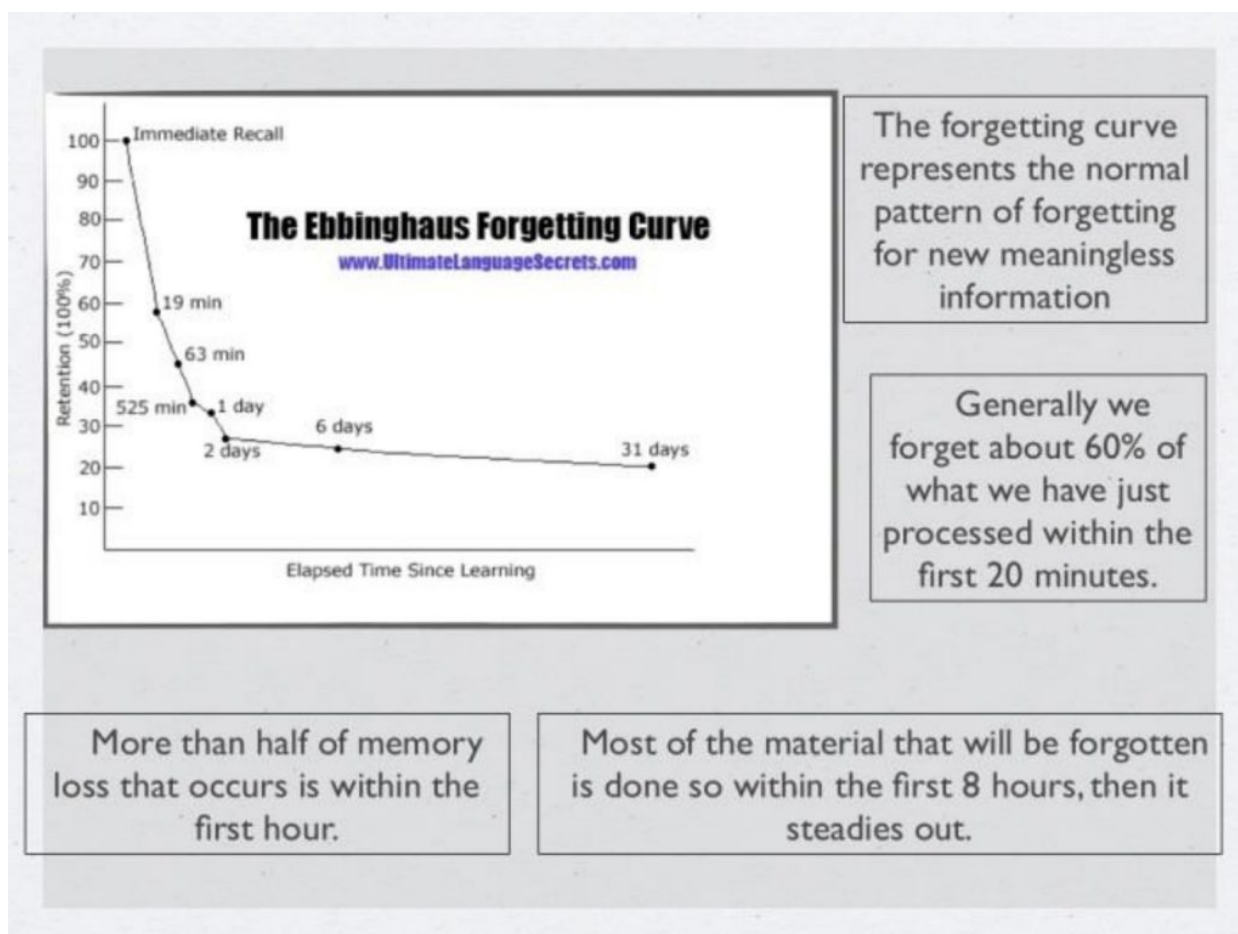 100
Immediate Recall
90
80
70
60
50
40
30
20
10
Retention (100%)
The Ebbinghaus Forgetting Curve
www.UltimateLanguageSecrets.com
19 min
63 min
525 min
1 day
2 days
6 days
31 days
Elapsed Time Since Learning
The forgetting curve
represents the normal
pattern of forgetting
for new meaningless
information
Generally we
forget about 60% of
what we have just
processed within the
first 20 minutes.
More than half of memory
loss that occurs is within the
first hour.
Most of the material that will be forgotten
is done so within the first 8 hours, then it
steadies out.